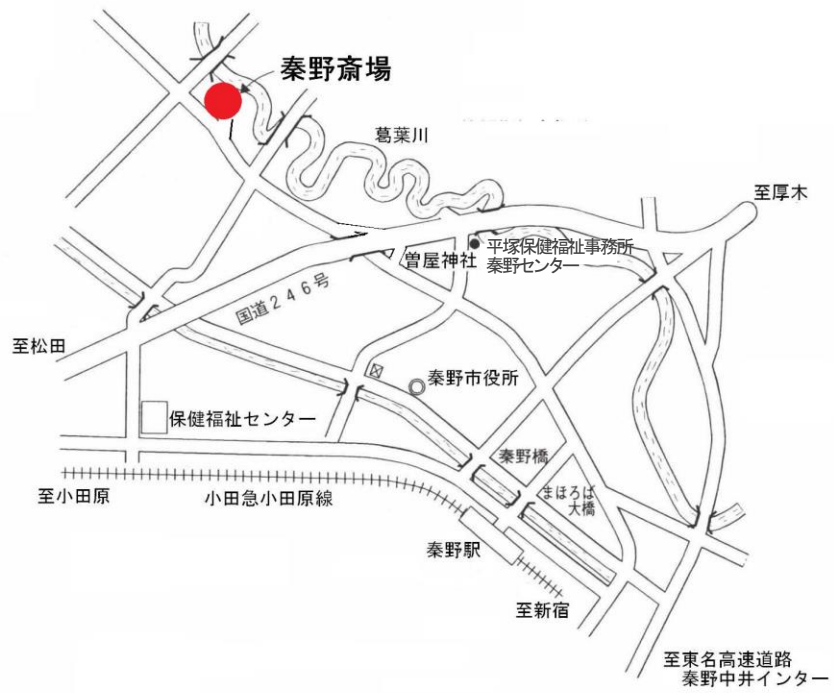 秦野斎場
葛葉川
至厚木
平塚保健福祉事務所
秦野センター
曽屋神社
国道246号
至松田
秦野市役所
保健福祉センター
秦野橋
まほろば
大橋
至小田原
小田急小田原線
秦野駅
至新宿
至東名高速道路
秦野中井インター